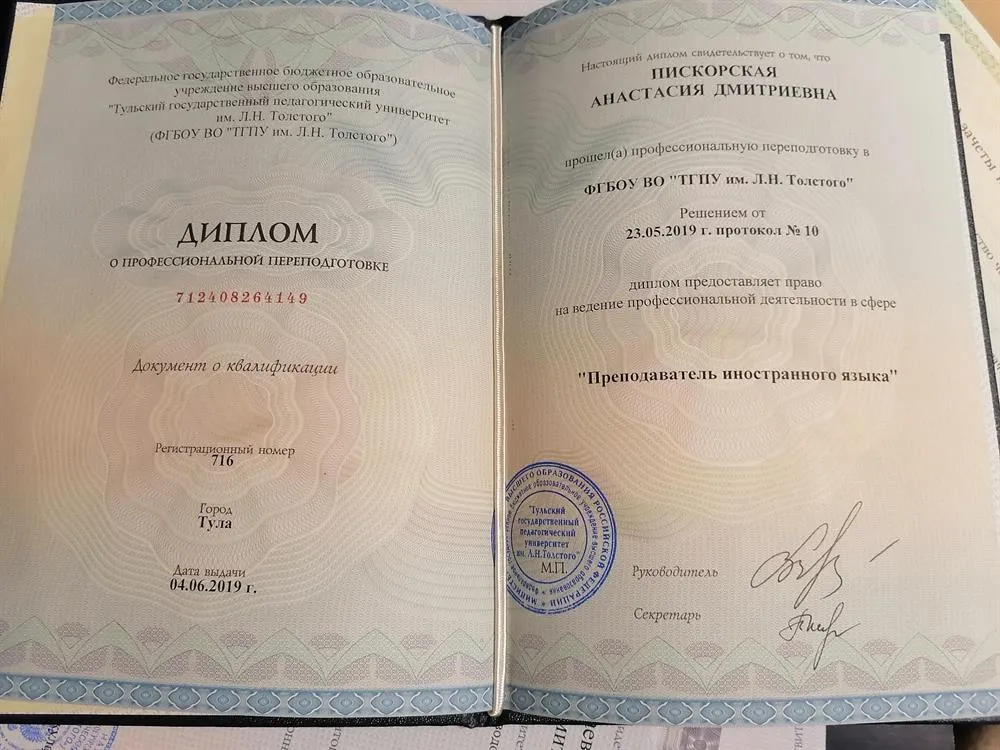 Федеральное государственное бюджетное образовательное
учреждение высшего образования
"Тульский государственный педагогический университет
им. Л.Н. Толстого"
(ФГБОУ ВО "ТГПУ им. Л.Н. Толстого")
ДИПЛОМ
О ПРОФЕССИОНАЛЬНОЙ ПЕРЕПОДГОТОВКЕ
712408264149
Документ о квалификации
Регистрационный номер
716
Город
Тула
Дата выдачи
04.06.2019 г.
Настоящий диплом свидетельствует о том, что
ПИСКОРСКАЯ
АНАСТАСИЯ ДМИТРИЕВНА
прошел(а) профессиональную переподготовку в
ФГБОУ ВО "ТГПУ им. Л.Н. Толстого"
Решением от
23.05.2019 г. протокол № 10
диплом предоставляет право
на ведение профессиональной деятельности в сфере
"Преподаватель иностранного языка"
"Тульский
государственный
педагогический
университет
им. Л.Н.Толстого"
М.П.
Руководитель
Секретарь
зачеты